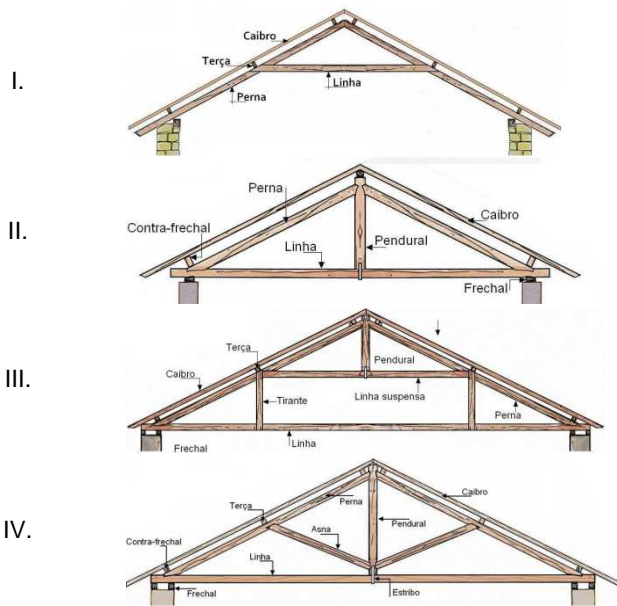 I.
Caibro
Terça
Linha
Perna
II.
Perna
Caibro
Contra-frechal
Linha
Pendural
Frechal
III.
Terça
Pendural
Caibro
Linha suspensa
Tirante
Perna
Frechal
Linha
IV.
Perna
Caibro
Terça
Asna
Pendural
Contra-frechal
Linha
Frechal
Estribo